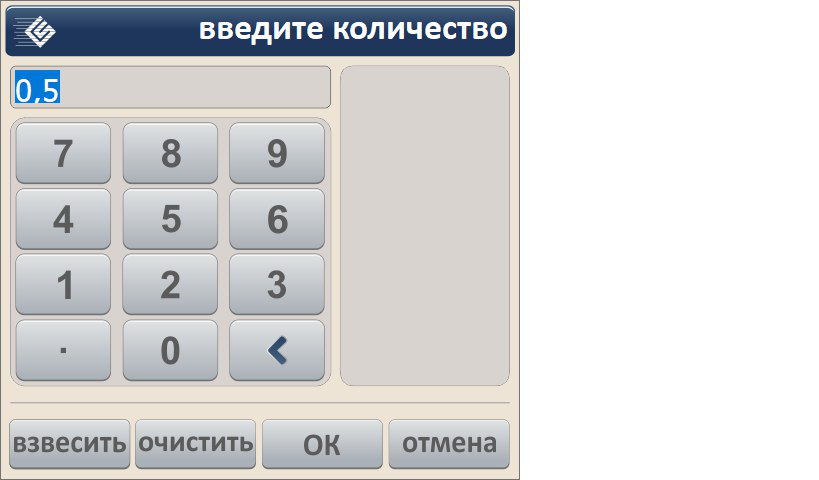 введите количество
0,5
7 8 9
4 5 6
1 2 3
. 0 <
взвесить очистить ОК отмена